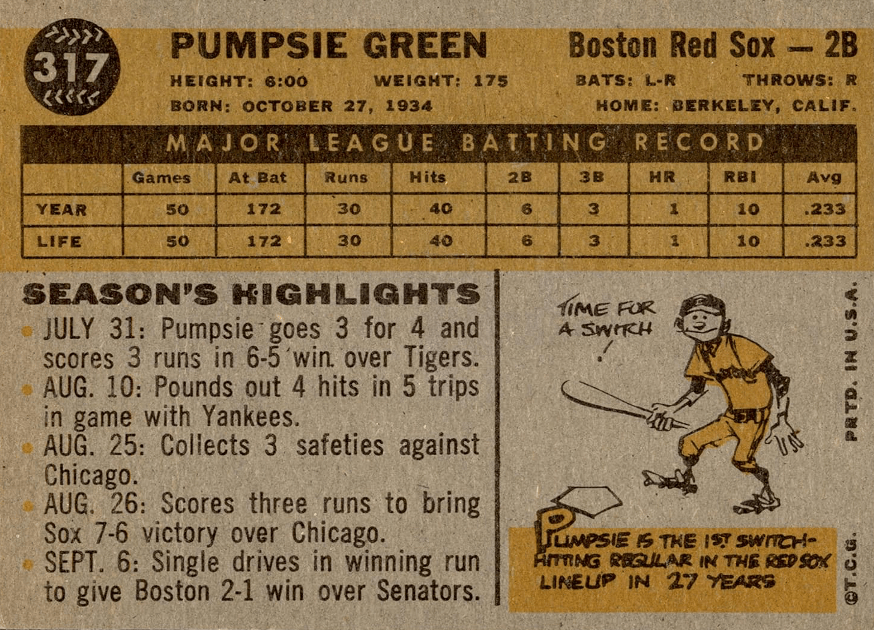 317
PUMPSIE GREEN
Boston Red Sox — 2B
HEIGHT: 6:00 WEIGHT: 175 BATS: L-R THROWS: R
BORN: OCTOBER 27, 1934 HOME: BERKELEY, CALIF.
MAJOR LEAGUE BATTING RECORD
Games At Bat Runs Hits 2B 3B HR RBI Avg
YEAR 50 172 30 40 6 3 1 10 .233
LIFE 50 172 30 40 6 3 1 10 .233
SEASON'S HIGHLIGHTS
JULY 31: Pumpsie goes 3 for 4 and
scores 3 runs in 6-5 win over Tigers.
AUG. 10: Pounds out 4 hits in 5 trips
in game with Yankees.
AUG. 25: Collects 3 safeties against
Chicago.
AUG. 26: Scores three runs to bring
Sox 7-6 victory over Chicago.
SEPT. 6: Single drives in winning run
to give Boston 2-1 win over Senators.
TIME FOR
A SWITCH
!
PUMPSIE IS THE 1ST SWITCH-
HITTING REGULAR IN THE RED SOX
LINEUP IN 27 YEARS
PRTD. IN U.S.A.
©T.C.G.